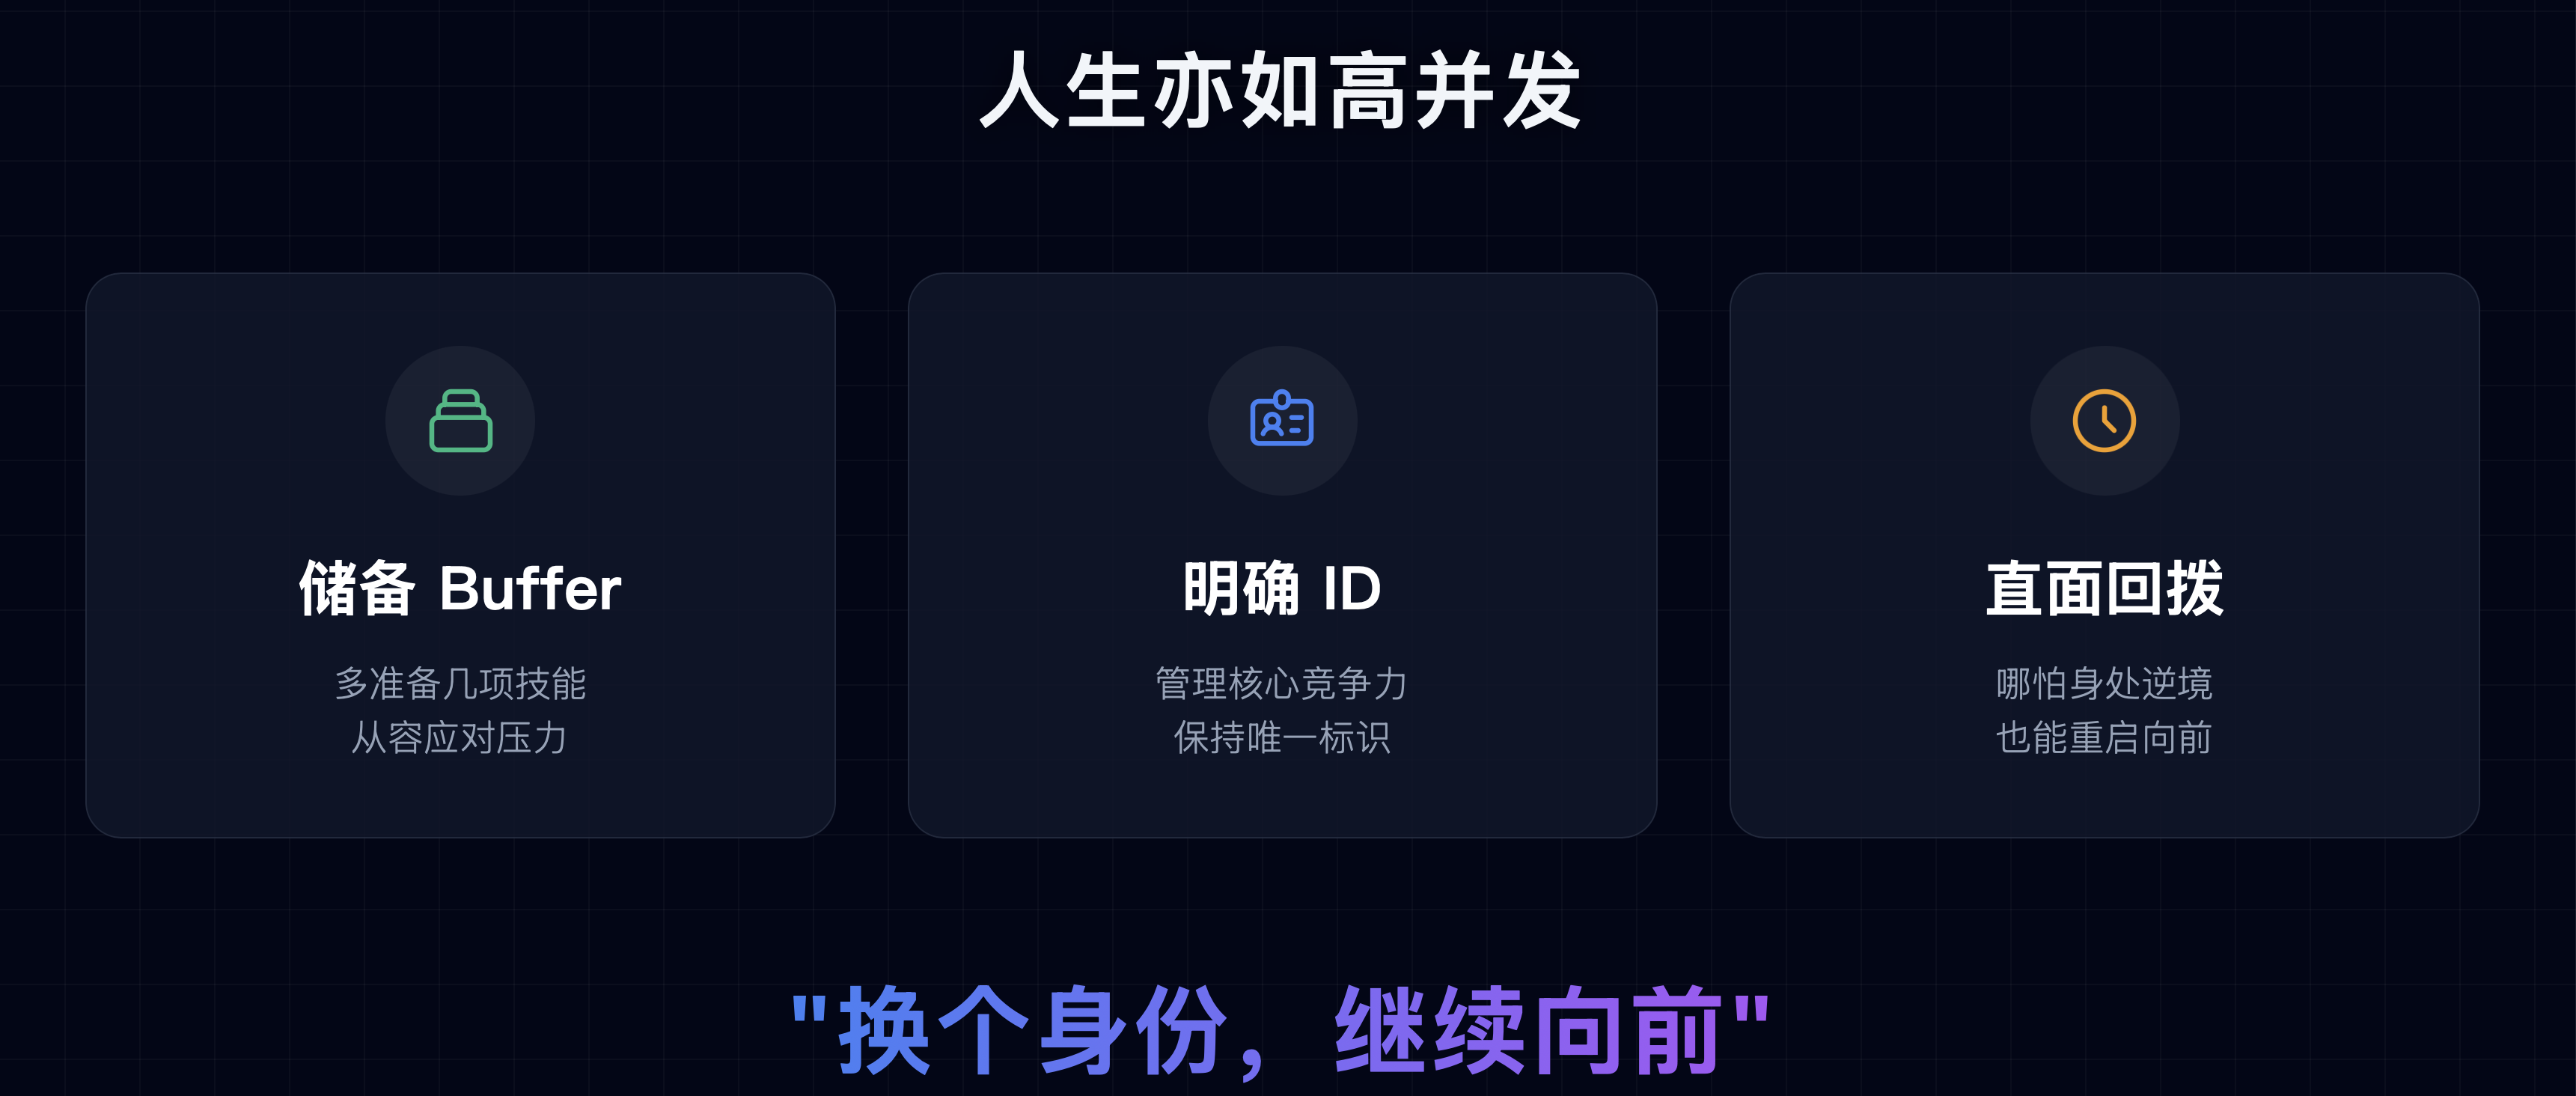 人生亦如高并发
储备 Buffer
多准备几项技能
从容应对压力
明确 ID
管理核心竞争力
保持唯一标识
直面回拨
哪怕身处逆境
也能重启向前
"换个身份，继续向前"